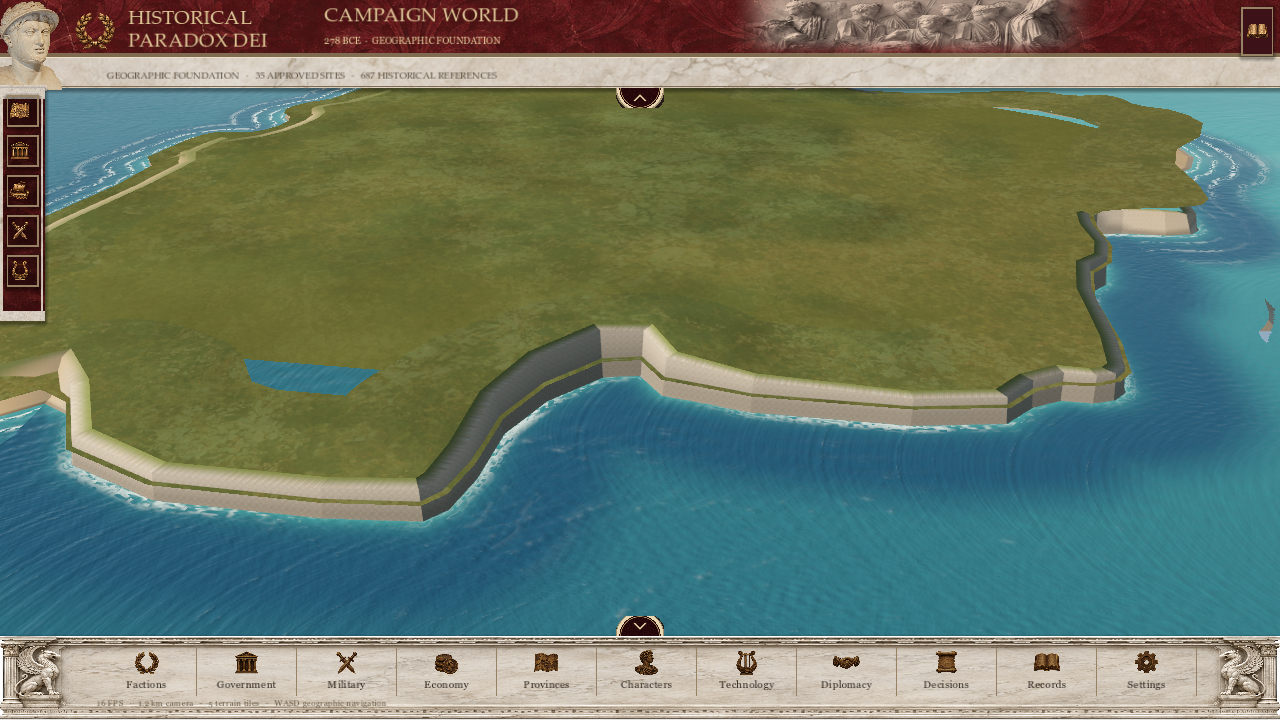 HISTORICAL
PARADOX DEI
CAMPAIGN WORLD
278 BCE · GEOGRAPHIC FOUNDATION
GEOGRAPHIC FOUNDATION · 35 APPROVED SITES · 687 HISTORICAL REFERENCES
Factions Government Military Economy Provinces Characters Technology Diplomacy Decisions Records Settings
16 FPS · 1.2 km camera · 5 terrain tiles · WASD geographic navigation